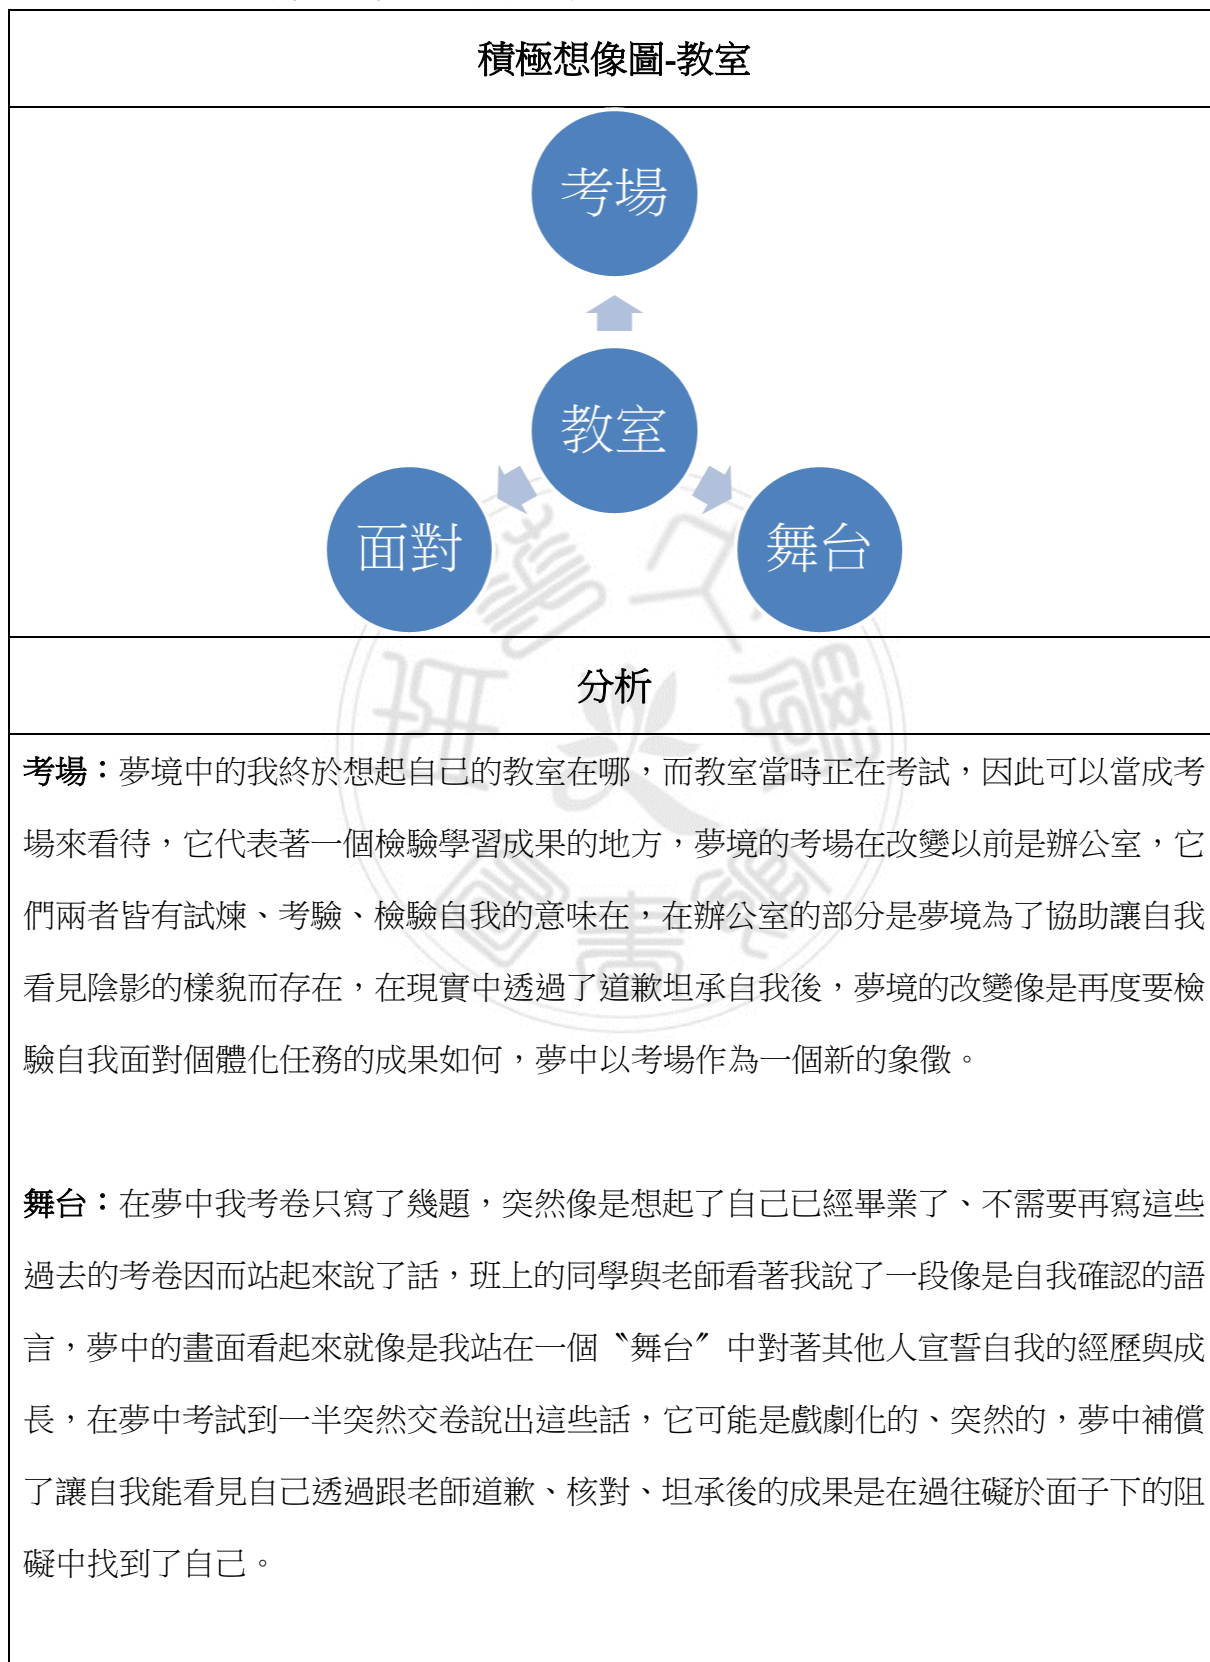 積極想像圖-教室
考場
教室
面對
舞台
分析
考場：夢境中的我終於想起自己的教室在哪，而教室當時正在考試，因此可以當成考
場來看待，它代表著一個檢驗學習成果的地方，夢境的考場在改變以前是辦公室，它
們兩者皆有試煉、考驗、檢驗自我的意味在，在辦公室的部分是夢境為了協助讓自我
看見陰影的樣貌而存在，在現實中透過了道歉坦承自我後，夢境的改變像是再度要檢
驗自我面對個體化任務的成果如何，夢中以考場作為一個新的象徵。
舞台：在夢中我考卷只寫了幾題，突然像是想起了自己已經畢業了、不需要再寫這些
過去的考卷因而站起來說了話，班上的同學與老師看著我說了一段像是自我確認的語
言，夢中的畫面看起來就像是我站在一個〝舞台〞中對著其他人宣誓自我的經歷與成
長，在夢中考試到一半突然交卷說出這些話，它可能是戲劇化的、突然的，夢中補償
了讓自我能看見自己透過跟老師道歉、核對、坦承後的成果是在過往礙於面子下的阻
礙中找到了自己。